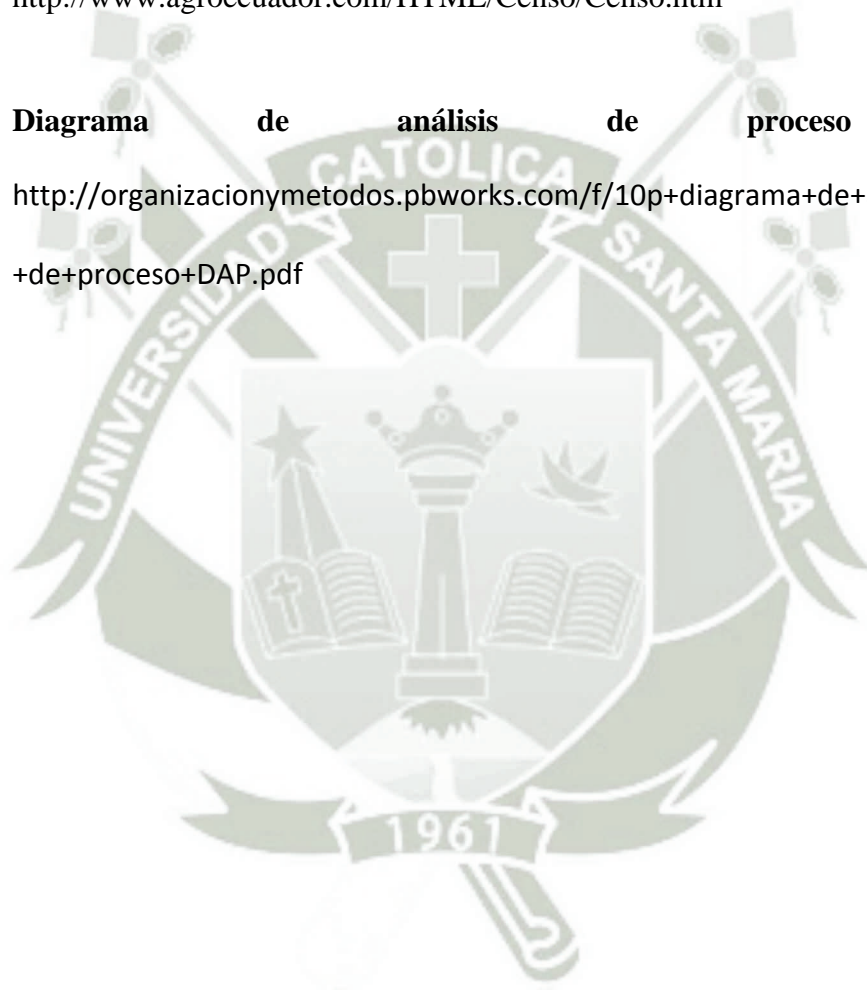 http://www.agroecuador.com/HTML/Censo/Censo.htm
Diagrama de análisis de proceso
http://organizacionymetodos.pbworks.com/f/10p+diagrama+de+
+de+proceso+DAP.pdf
UNIVERSIDAD CATOLICA SANTA MARIA
1961